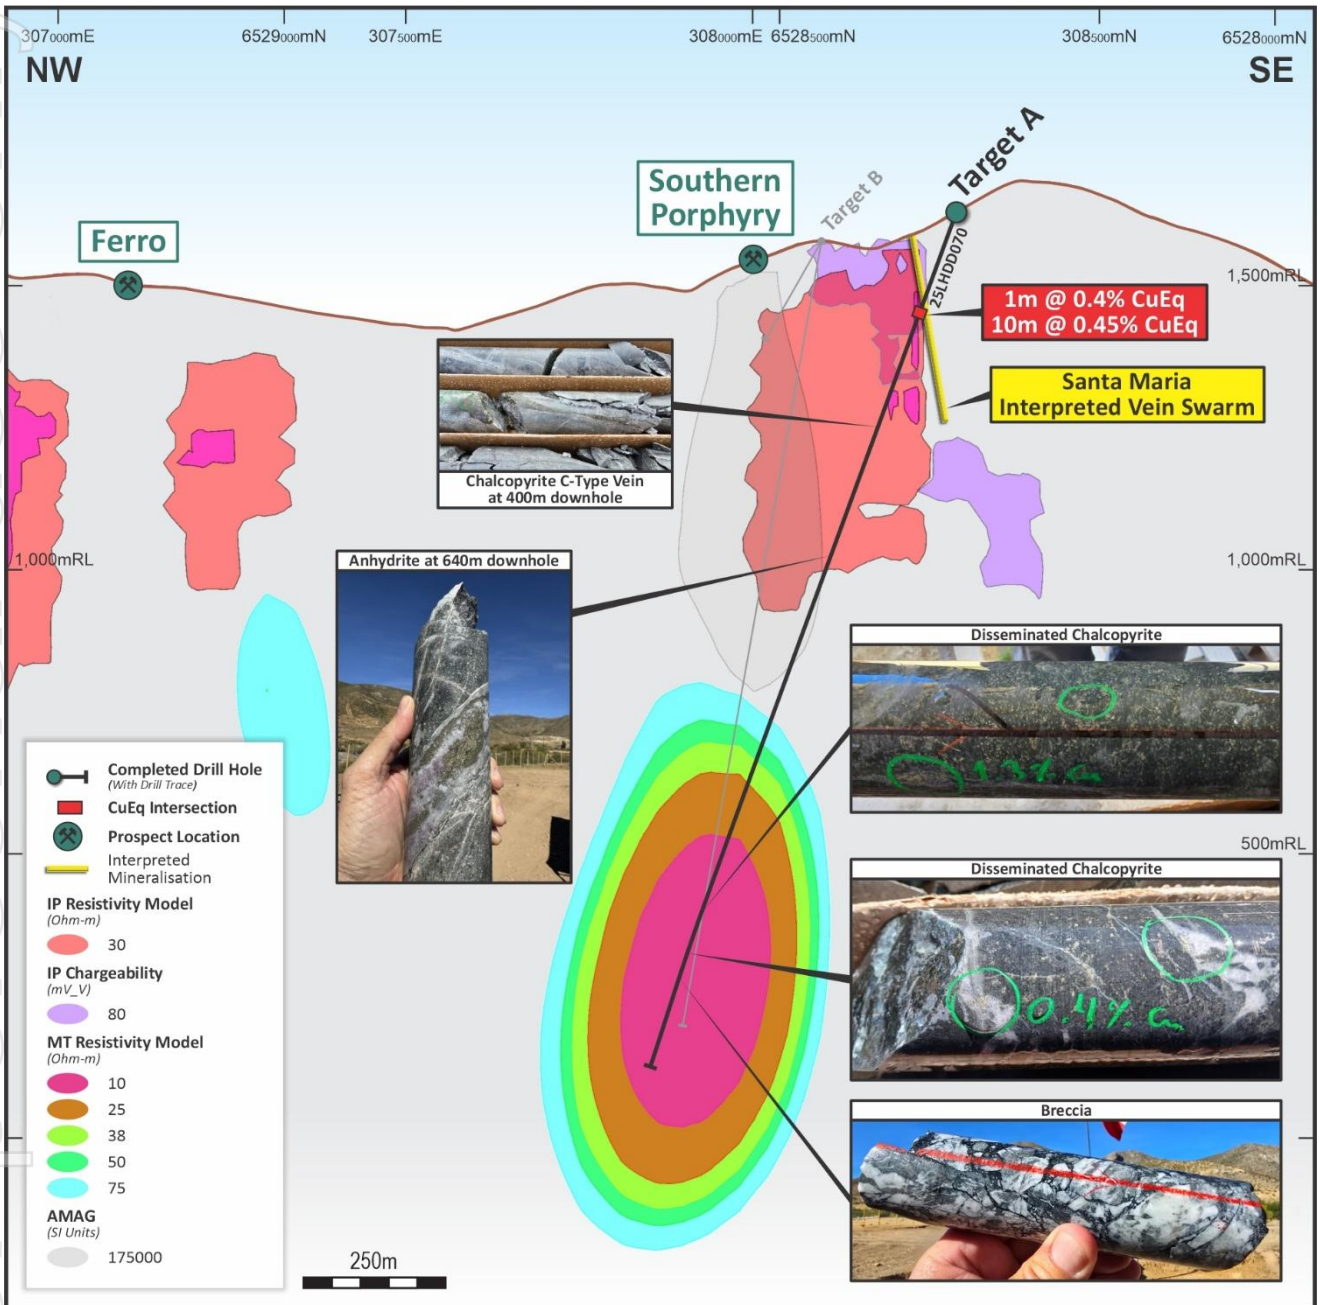 307000mE
6529000mN
307500mE
308000mE
6528500mN
308500mN
6528000mN
NW
SE
Target A
Target B
Southern
Porphyry
Ferro
25LHDD070
1,500mRL
1m @ 0.4% CuEq
10m @ 0.45% CuEq
Santa Maria
Interpreted Vein Swarm
Chalcopyrite C-Type Vein
at 400m downhole
1,000mRL
1,000mRL
Anhydrite at 640m downhole
Disseminated Chalcopyrite
1.3% Cu
500mRL
Disseminated Chalcopyrite
0.4% Cu
Breccia
Completed Drill Hole
(With Drill Trace)
CuEq Intersection
Prospect Location
Interpreted
Mineralisation
IP Resistivity Model
(Ohm-m)
30
IP Chargeability
(mV_V)
80
MT Resistivity Model
(Ohm-m)
10
25
38
50
75
AMAG
(SI Units)
175000
250m